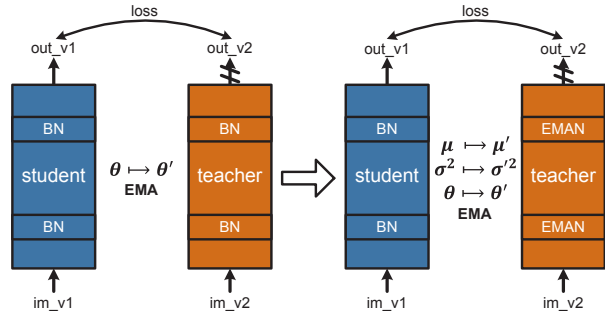 loss
out_v1 out_v2
BN BN
student θ ↦ θ′ teacher
EMA
BN BN
im_v1 im_v2
loss
out_v1 out_v2
BN EMAN
μ ↦ μ′
student σ² ↦ σ′² teacher
θ ↦ θ′
EMA
BN EMAN
im_v1 im_v2